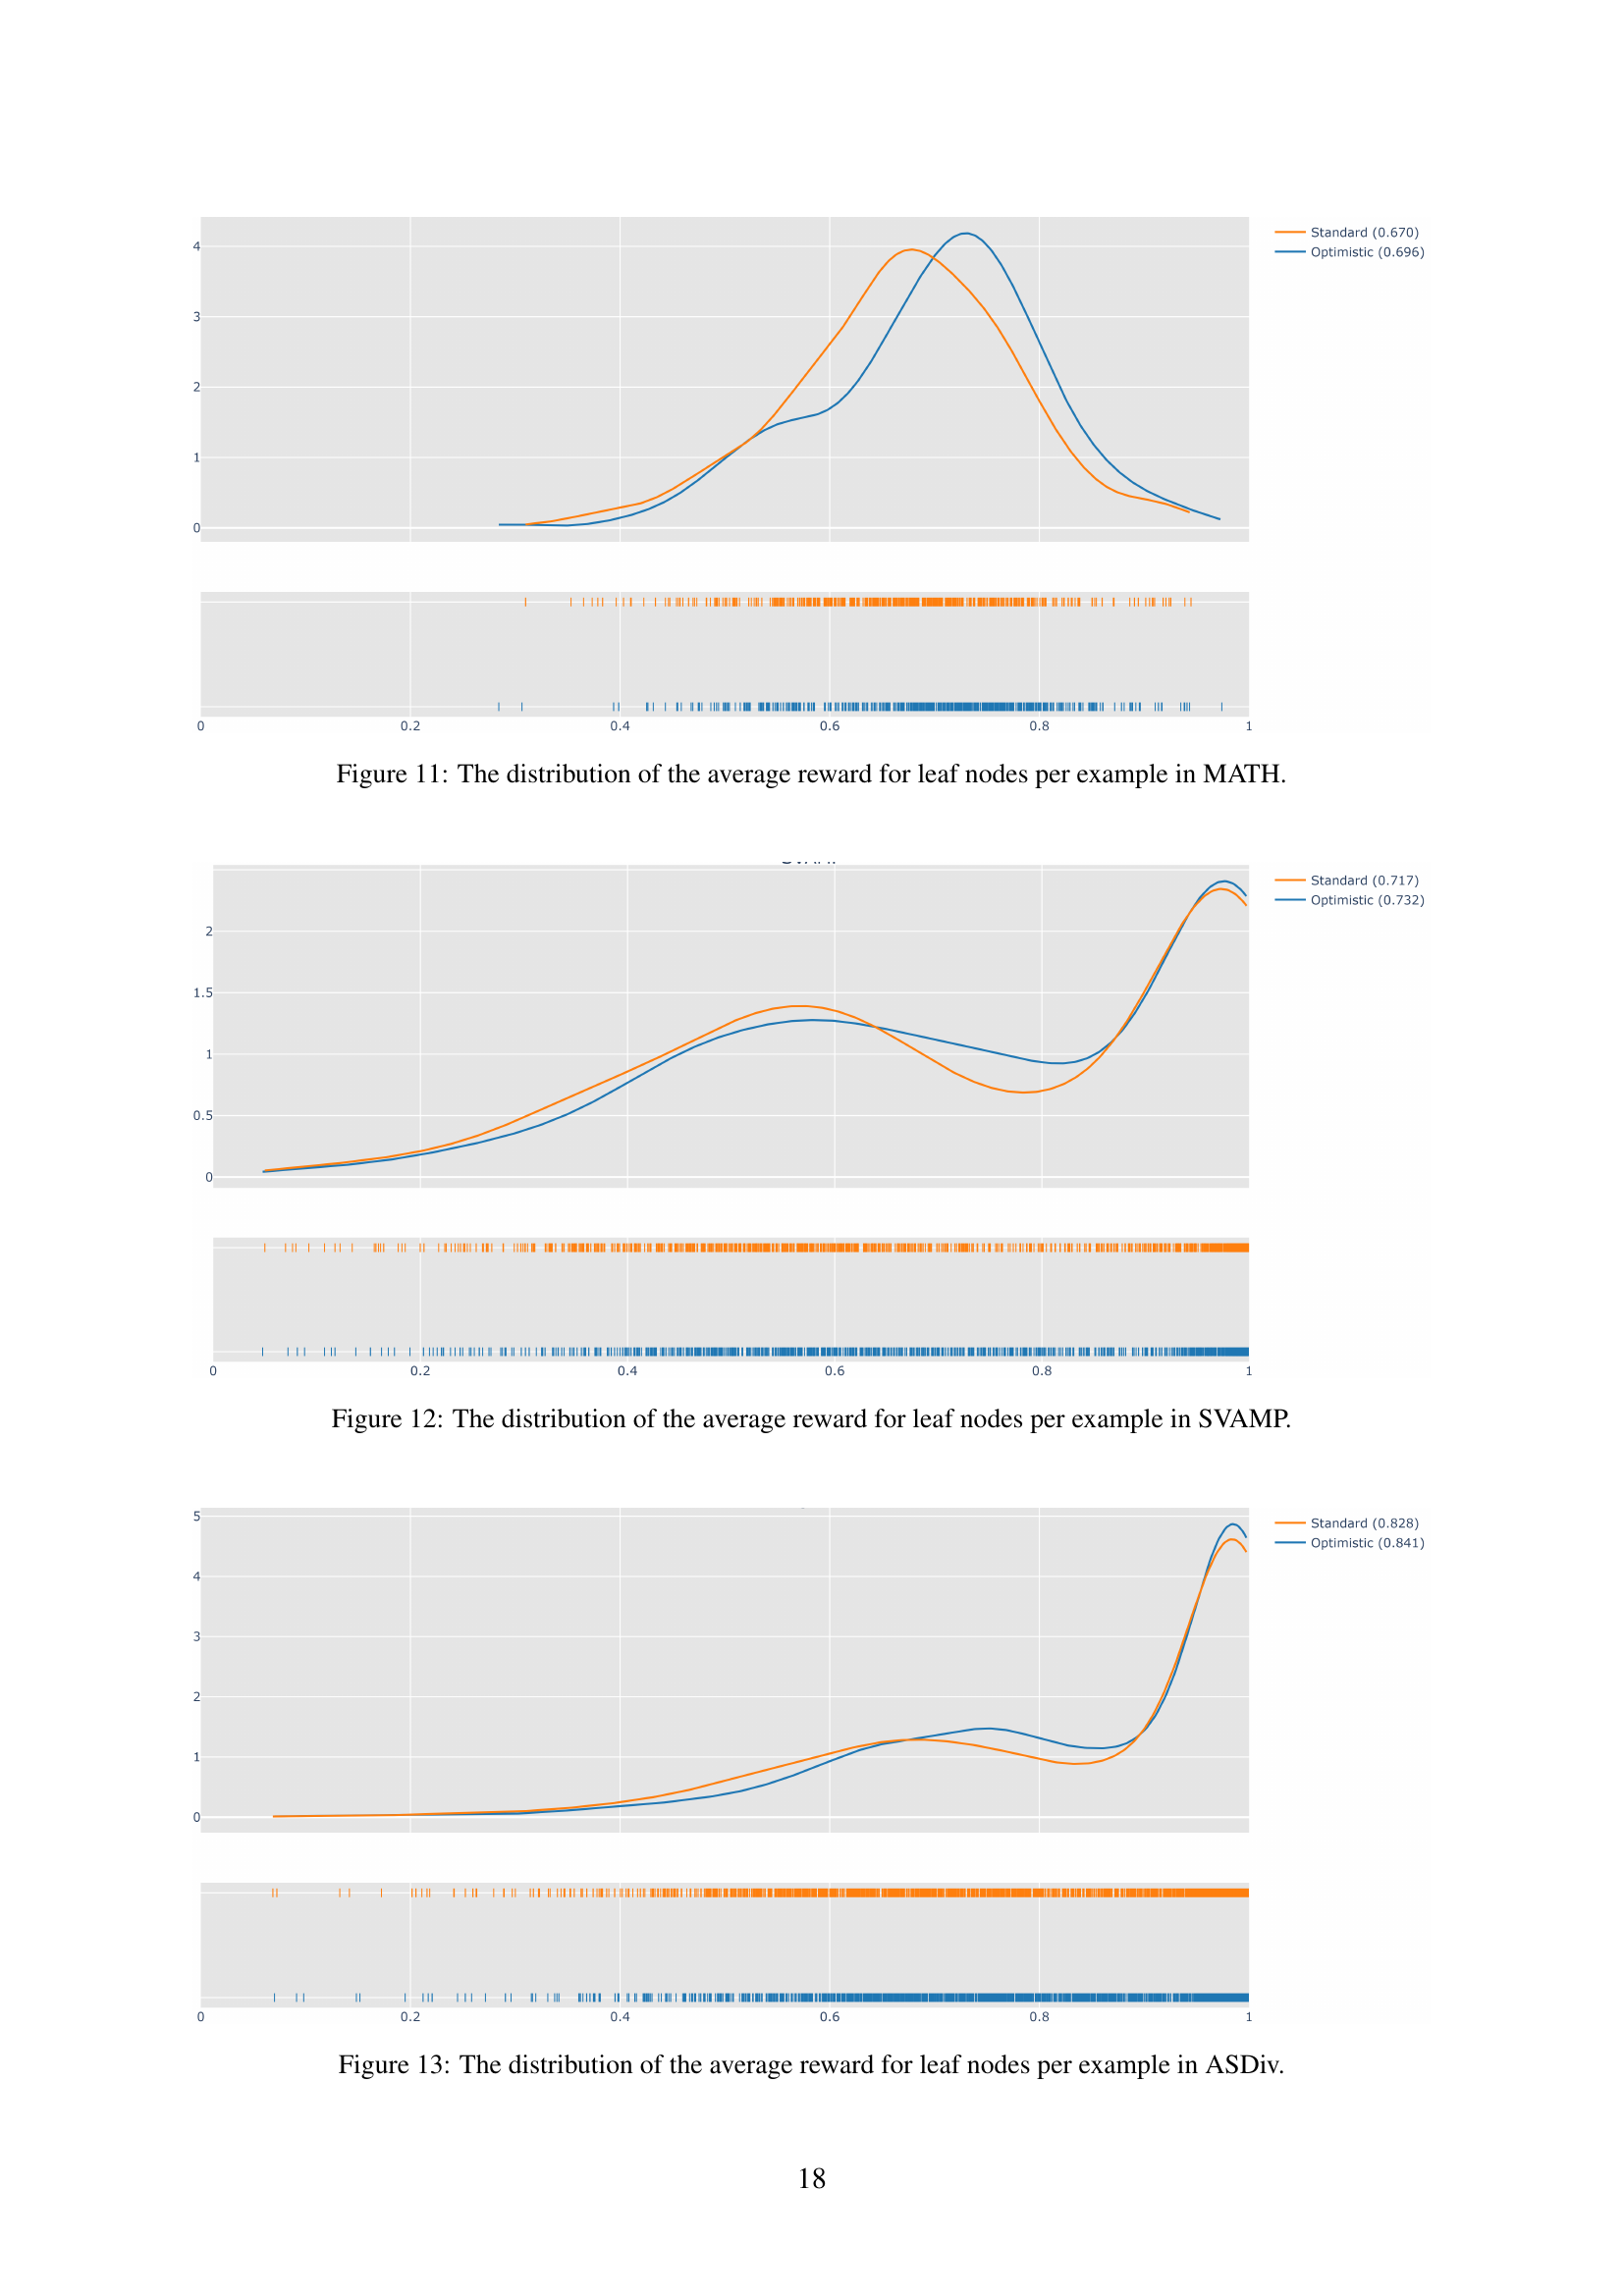 4
3
2
1
0
Standard (0.670)
Optimistic (0.696)
0 0.2 0.4 0.6 0.8 1
Figure 11: The distribution of the average reward for leaf nodes per example in MATH.
2
1.5
1
0.5
0
Standard (0.717)
Optimistic (0.732)
0 0.2 0.4 0.6 0.8 1
Figure 12: The distribution of the average reward for leaf nodes per example in SVAMP.
5
4
3
2
1
0
Standard (0.828)
Optimistic (0.841)
0 0.2 0.4 0.6 0.8 1
Figure 13: The distribution of the average reward for leaf nodes per example in ASDiv.
18